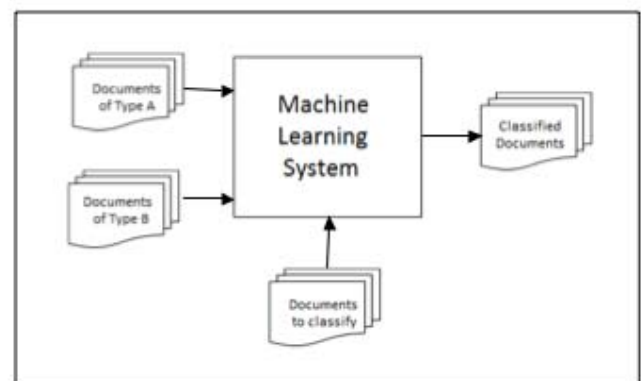 Documents
of Type A
Machine
Learning
System
Classified
Documents
Documents
of Type B
Documents
to classify